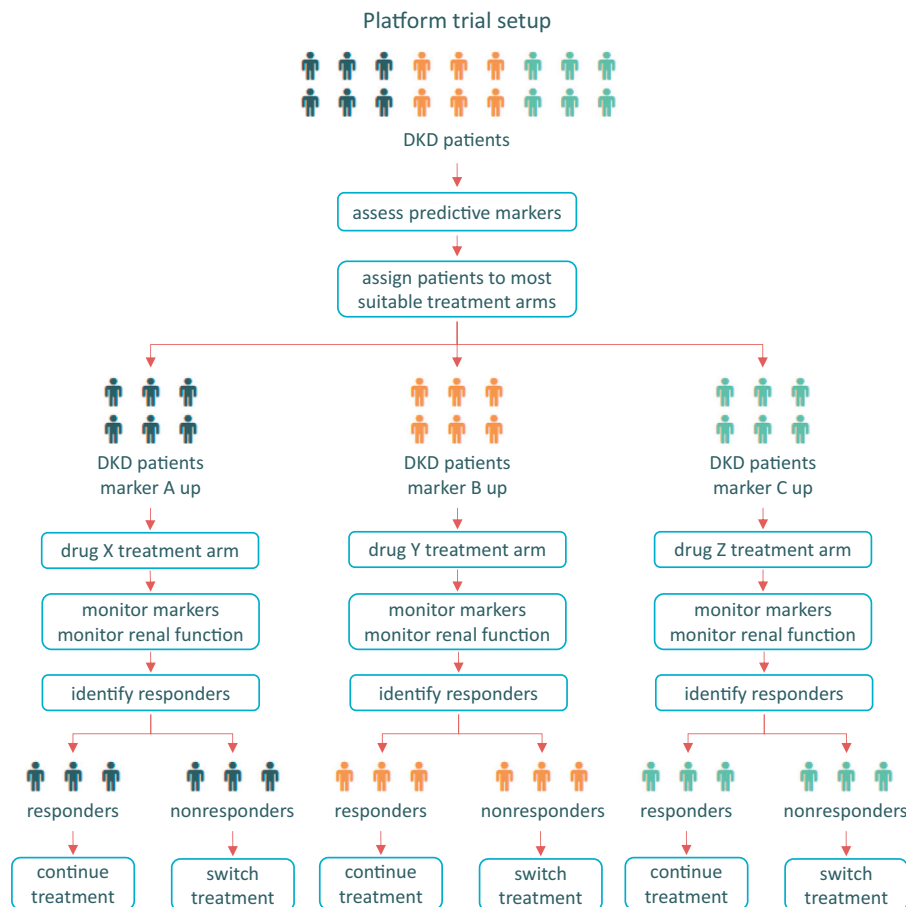 Platform trial setup
DKD patients
assess predictive markers
assign patients to most
suitable treatment arms
DKD patients
marker A up
DKD patients
marker B up
DKD patients
marker C up
drug X treatment arm
drug Y treatment arm
drug Z treatment arm
monitor markers
monitor renal function
monitor markers
monitor renal function
monitor markers
monitor renal function
identify responders
identify responders
identify responders
responders
nonresponders
responders
nonresponders
responders
nonresponders
continue
treatment
switch
treatment
continue
treatment
switch
treatment
continue
treatment
switch
treatment